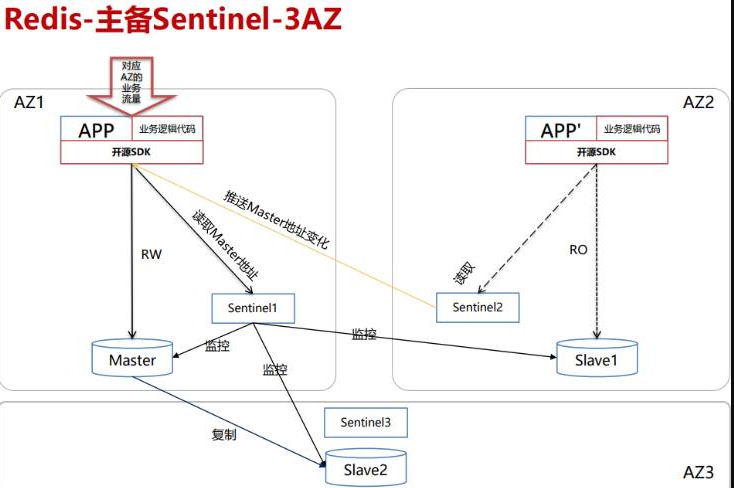 Redis-主备Sentinel-3AZ
对应
AZ的
业务
流量
AZ1
AZ2
APP
业务逻辑代码
开源SDK
APP'
业务逻辑代码
开源SDK
推送Master地址变化
读取Master地址
RW
读取
RO
Sentinel1
Sentinel2
监控
监控
监控
Master
Slave1
复制
Sentinel3
Slave2
AZ3